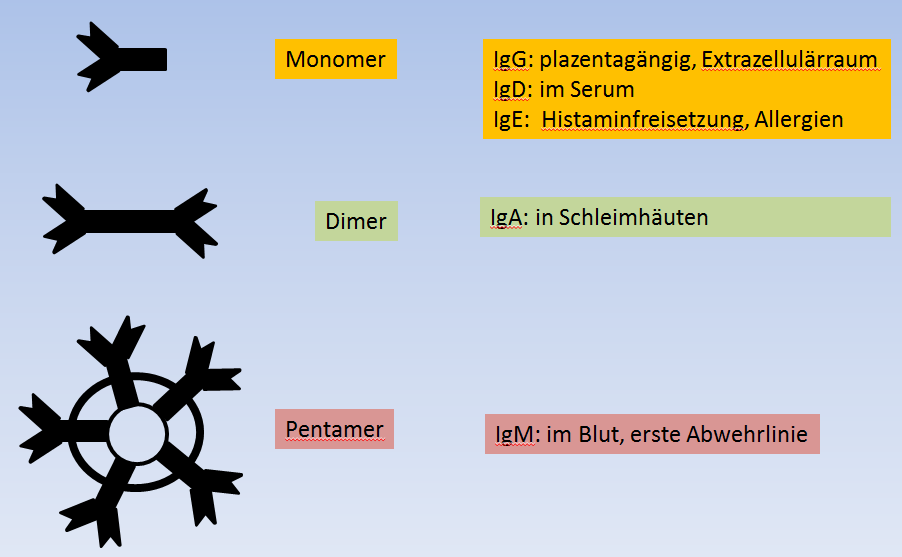 Monomer
IgG: plazentagängig, Extrazellulärraum
IgD: im Serum
IgE: Histaminfreisetzung, Allergien
Dimer
IgA: in Schleimhäuten
Pentamer
IgM: im Blut, erste Abwehrlinie